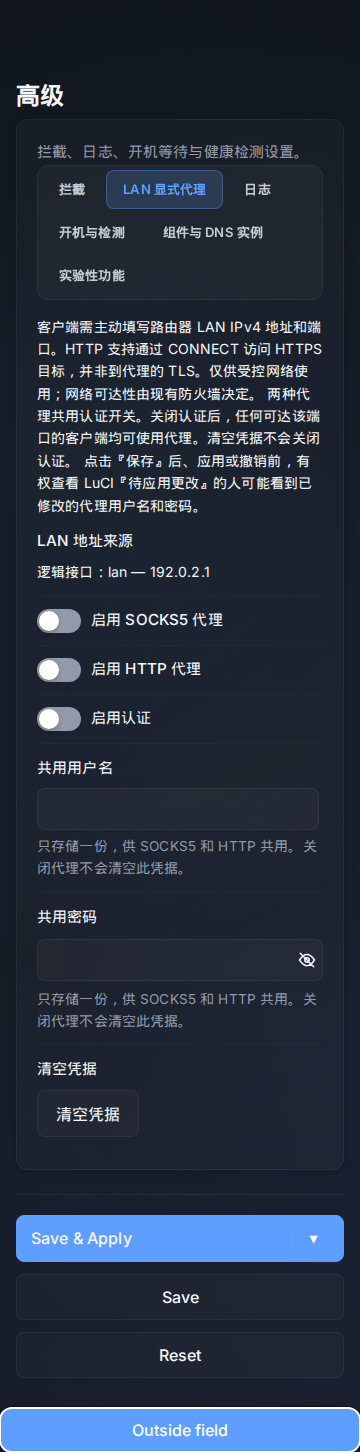 高级
拦截、日志、开机等待与健康检测设置。
拦截
LAN 显式代理
日志
开机与检测
组件与 DNS 实例
实验性功能
客户端需主动填写路由器 LAN IPv4 地址和端
口。HTTP 支持通过 CONNECT 访问 HTTPS
目标，并非到代理的 TLS。仅供受控网络使
用；网络可达性由现有防火墙决定。 两种代
理共用认证开关。关闭认证后，任何可达该端
口的客户端均可使用代理。清空凭据不会关闭
认证。 点击『保存』后、应用或撤销前，有
权查看 LuCI『待应用更改』的人可能看到已
修改的代理用户名和密码。
LAN 地址来源
逻辑接口：lan — 192.0.2.1
启用 SOCKS5 代理
启用 HTTP 代理
启用认证
共用用户名
只存储一份，供 SOCKS5 和 HTTP 共用。关
闭代理不会清空此凭据。
共用密码
只存储一份，供 SOCKS5 和 HTTP 共用。关
闭代理不会清空此凭据。
清空凭据
清空凭据
Save & Apply
Save
Reset
Outside field